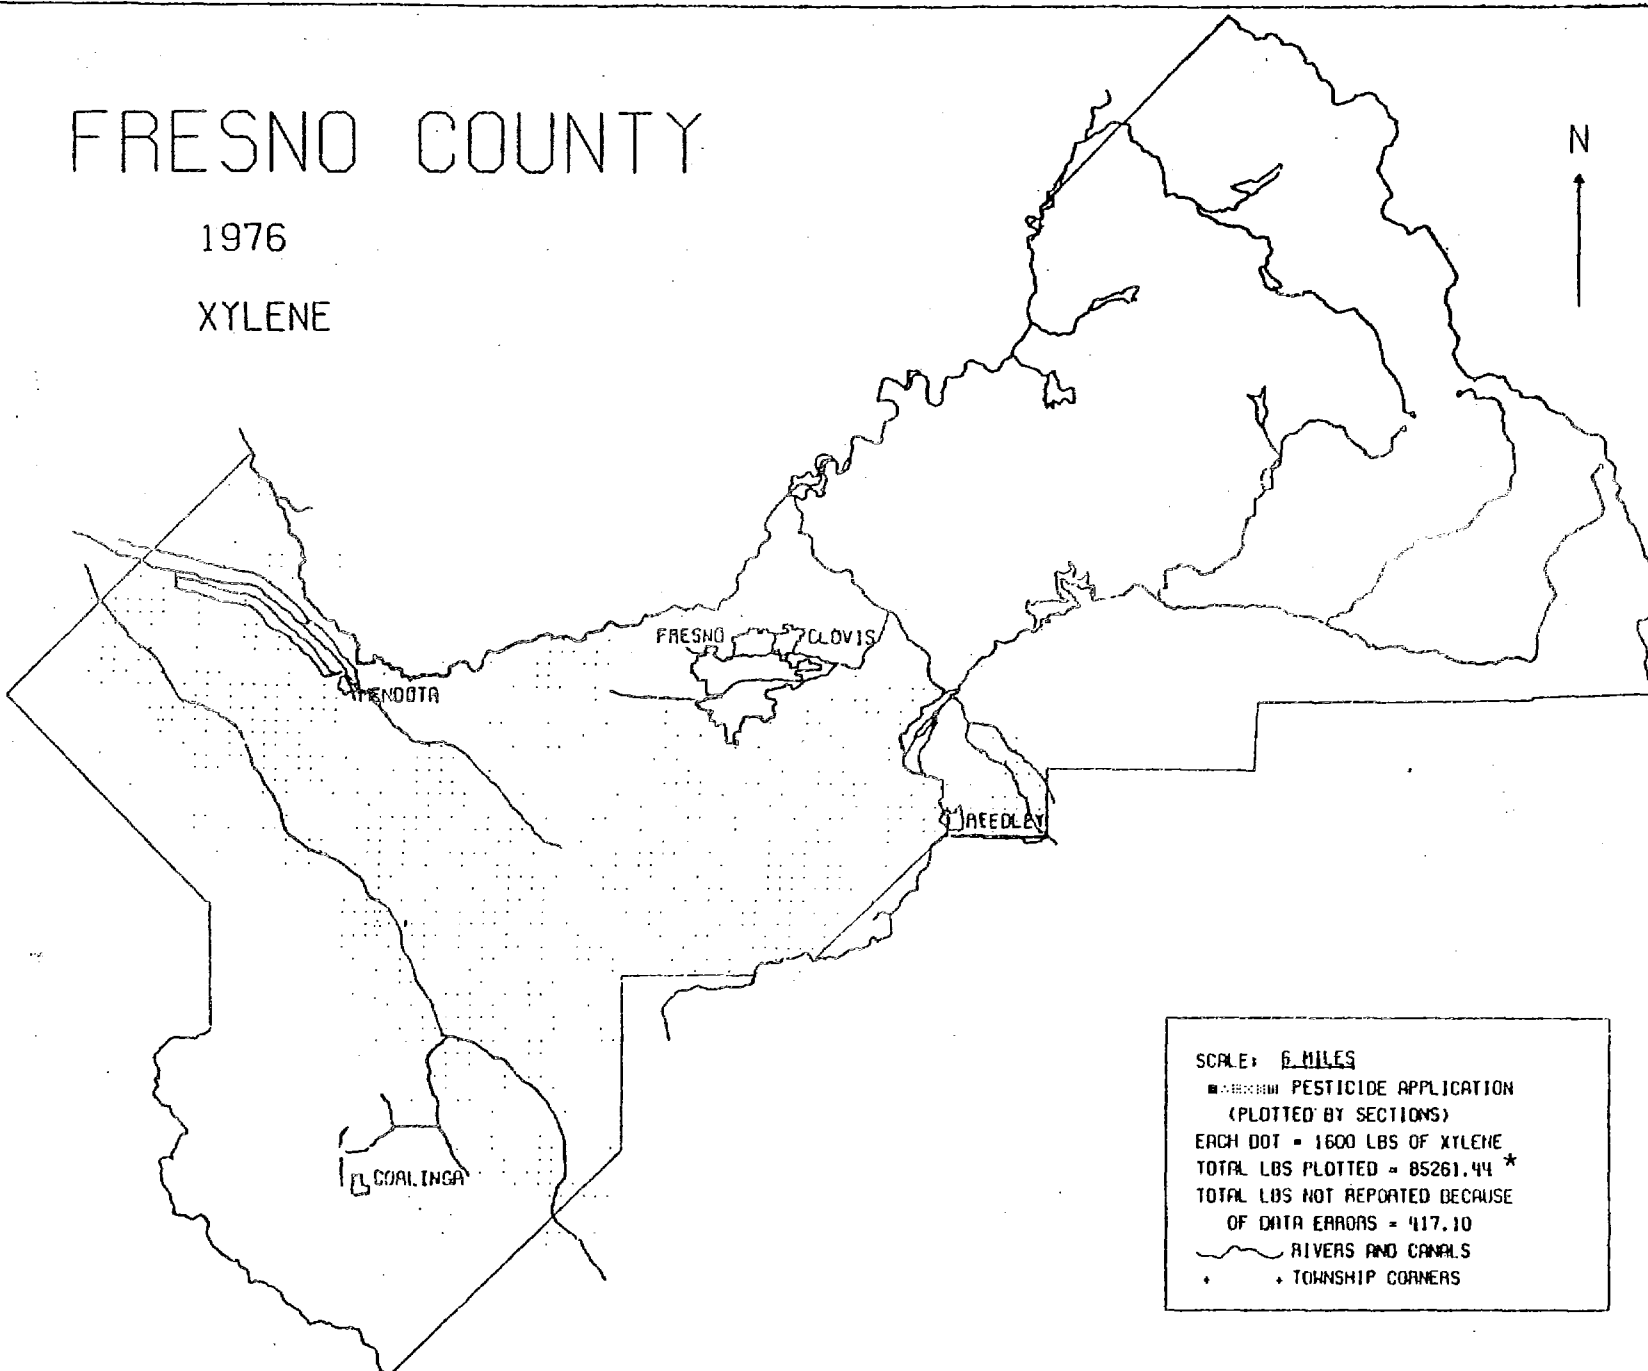 FRESNO COUNTY
1976
XYLENE
N
FRESNO
CLOVIS
MENDOTA
REEDLEY
COALINGA
SCALE: 6 MILES
PESTICIDE APPLICATION
(PLOTTED BY SECTIONS)
EACH DOT = 1600 LBS OF XYLENE
TOTAL LBS PLOTTED = 85261.44 *
TOTAL LBS NOT REPORTED BECAUSE
OF DATA ERRORS = 417.10
RIVERS AND CANALS
+ + TOWNSHIP CORNERS